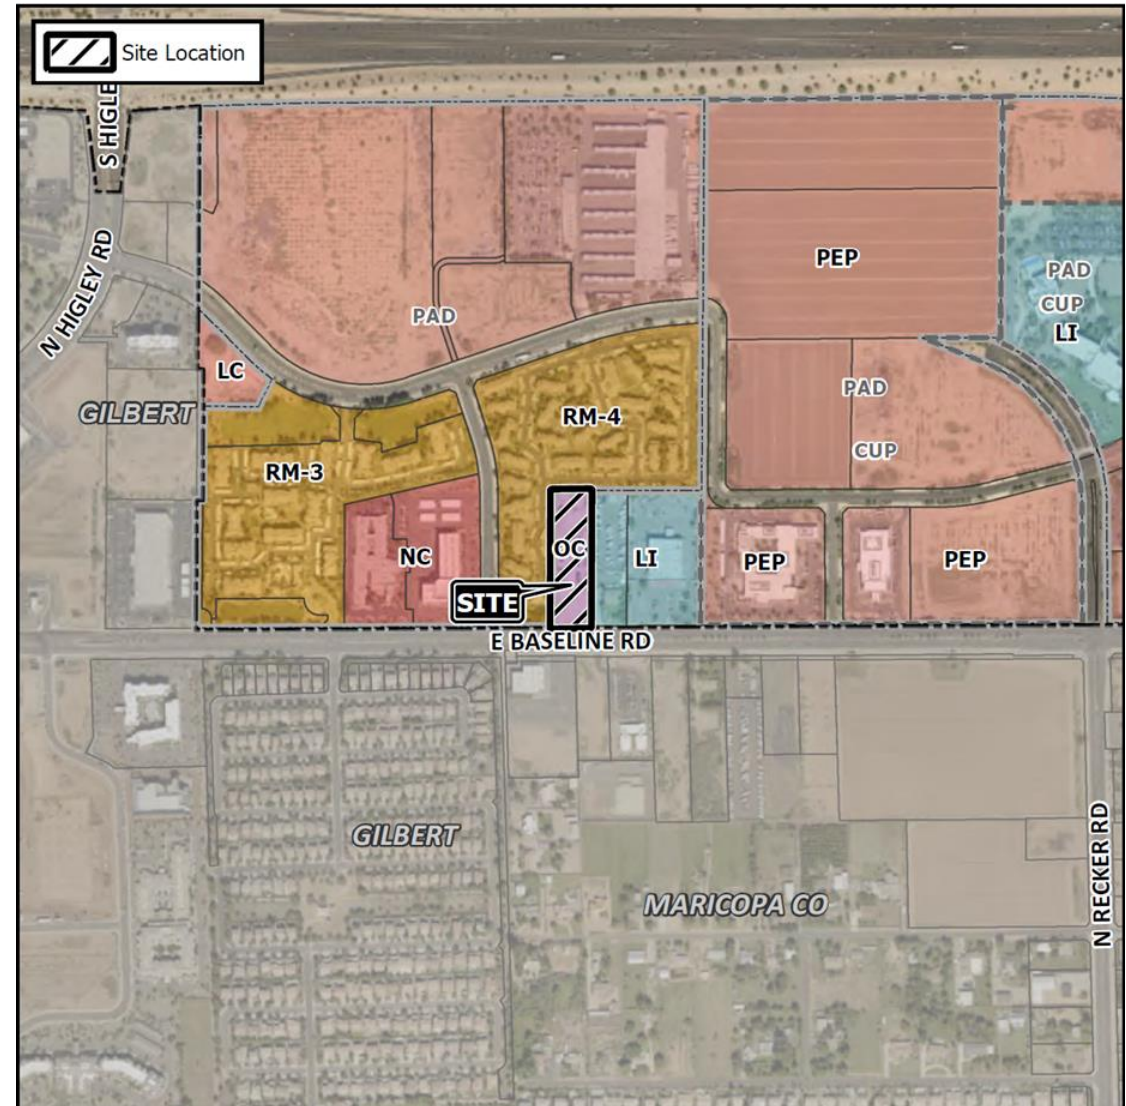 Site Location
S HIGLE
N HIGLEY RD
PEP
PAD
CUP
LI
PAD
LC
PAD
GILBERT
RM-4
CUP
RM-3
OC
NC
LI
PEP
PEP
SITE
E BASELINE RD
GILBERT
MARICOPA CO
N RECKER RD